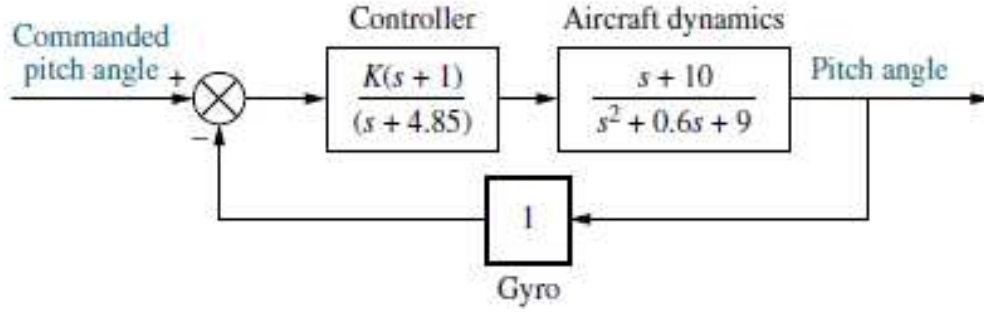 Controller
Aircraft dynamics
Commanded
pitch angle
+
−
K(s + 1)
(s + 4.85)
s + 10
s² + 0.6s + 9
Pitch angle
1
Gyro